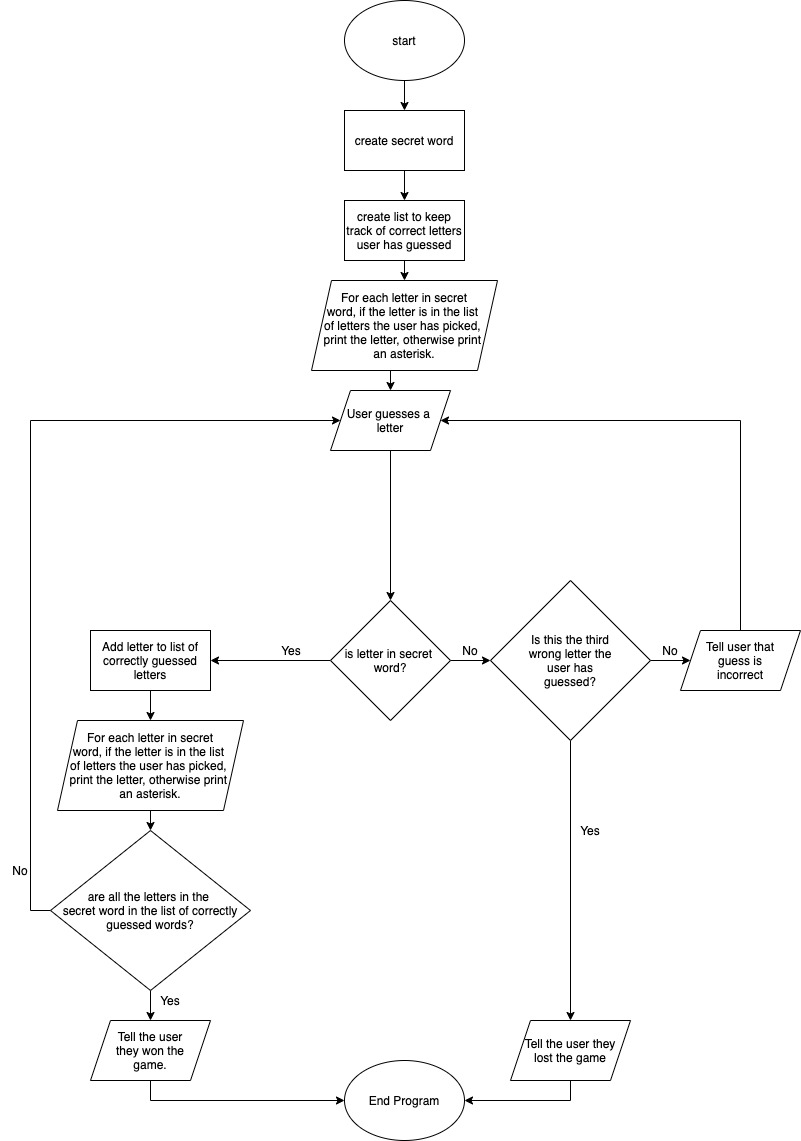 start
create secret word
create list to keep
track of correct letters
user has guessed
For each letter in secret
word, if the letter is in the list
of letters the user has picked,
print the letter, otherwise print
an asterisk.
User guesses a
letter
is letter in secret
word?
Yes
No
Is this the third
wrong letter the
user has
guessed?
No
Tell user that
guess is
incorrect
Add letter to list of
correctly guessed
letters
For each letter in secret
word, if the letter is in the list
of letters the user has picked,
print the letter, otherwise print
an asterisk.
Yes
No
are all the letters in the
secret word in the list of correctly
guessed words?
Yes
Tell the user
they won the
game.
Tell the user they
lost the game
End Program